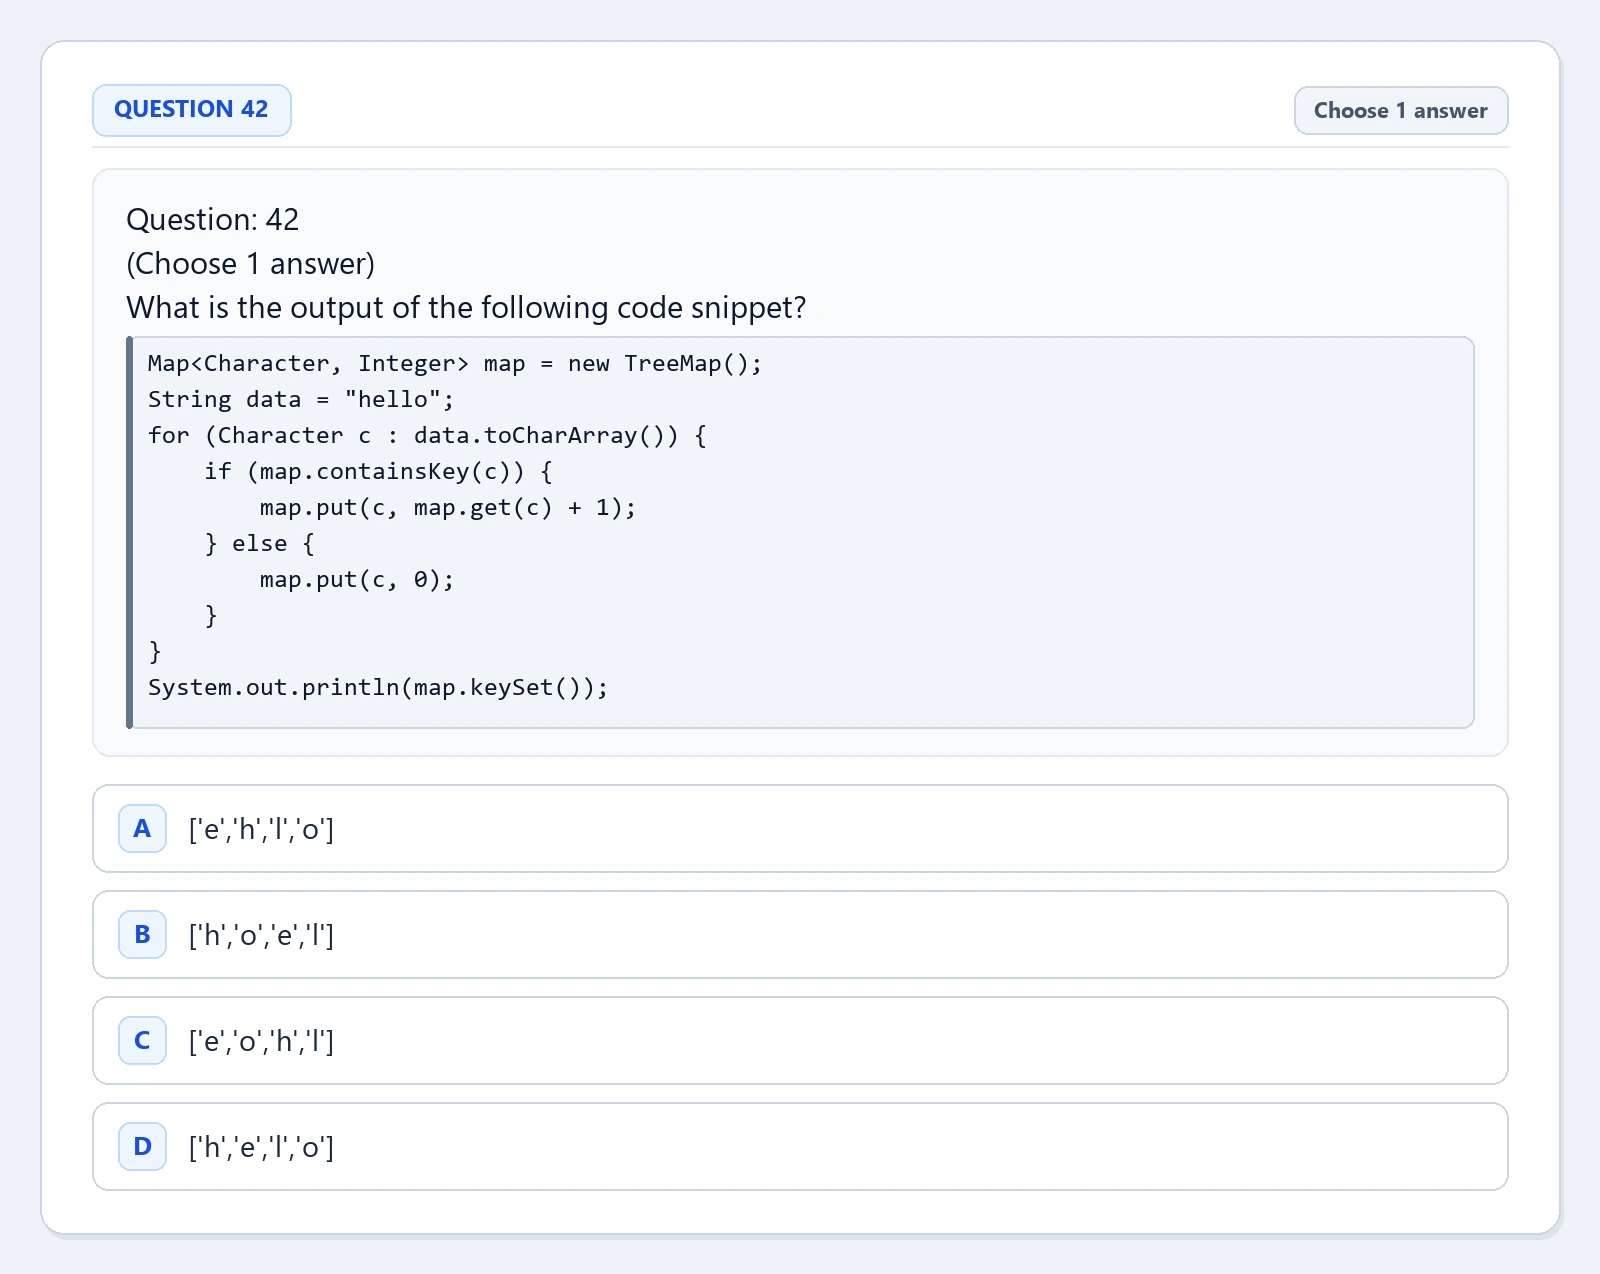 QUESTION 42
Choose 1 answer
Question: 42
(Choose 1 answer)
What is the output of the following code snippet?
Map<Character, Integer> map = new TreeMap();
String data = "hello";
for (Character c : data.toCharArray()) {
    if (map.containsKey(c)) {
        map.put(c, map.get(c) + 1);
    } else {
        map.put(c, 0);
    }
}
System.out.println(map.keySet());
A ['e','h','l','o']
B ['h','o','e','l']
C ['e','o','h','l']
D ['h','e','l','o']